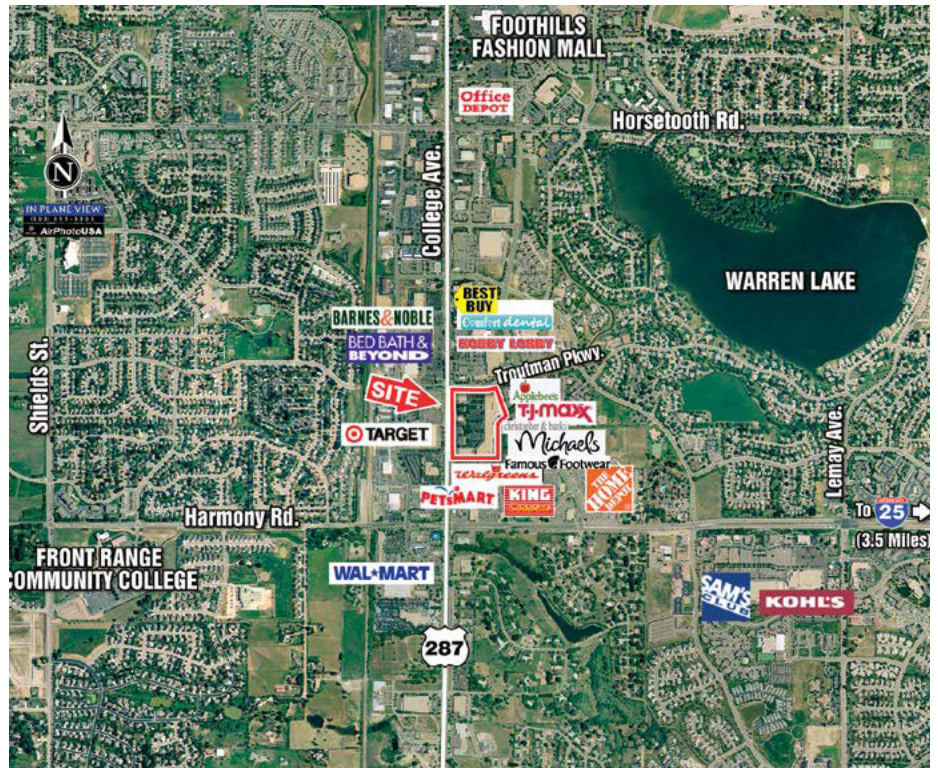 FOOTHILLS
FASHION MALL
Office
DEPOT
Horsetooth Rd.
N
IN PLANE VIEW
AirPhotoUSA
College Ave.
WARREN LAKE
BEST
BUY
BARNES&NOBLE
Comfort dental
BED BATH &
BEYOND
HOBBY LOBBY
Troutman Pkwy.
Shields St.
SITE
Applebees
T·J·maxx
christopher & banks
TARGET
Michaels
Famous Footwear
Walgreens
PETSMART
KING
Soopers
THE
HOME
DEPOT
Lemay Ave.
Harmony Rd.
To INTERSTATE 25
(3.5 Miles)
FRONT RANGE
COMMUNITY COLLEGE
WAL★MART
SAM'S
CLUB
KOHL'S
287